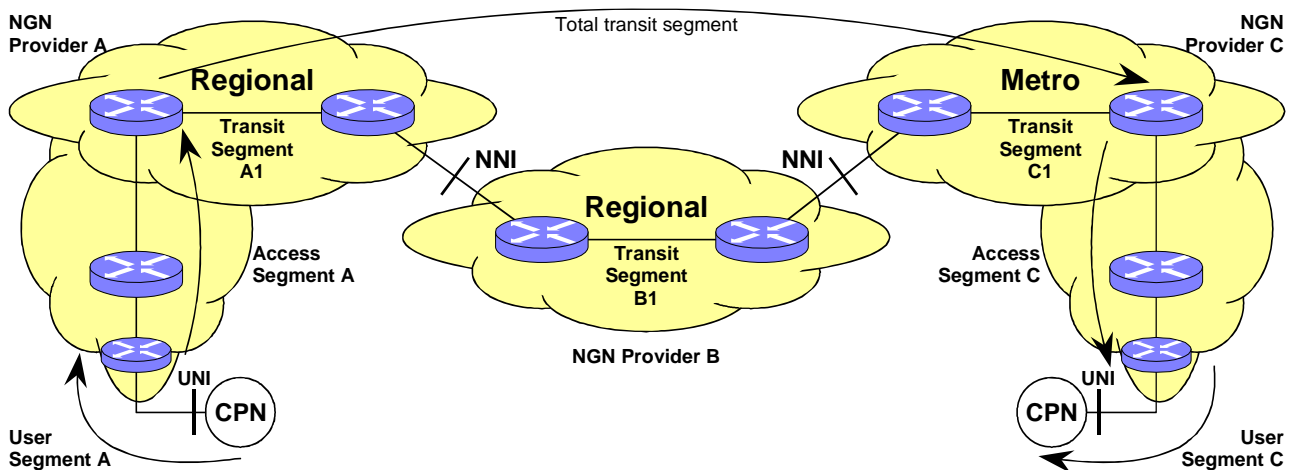 NGN
Provider A
Total transit segment
NGN
Provider C
Regional
Metro
Transit
Segment
A1
NNI
NNI
Transit
Segment
C1
Regional
Transit
Segment
B1
Access
Segment A
Access
Segment C
NGN Provider B
UNI
CPN
UNI
CPN
User
Segment A
User
Segment C